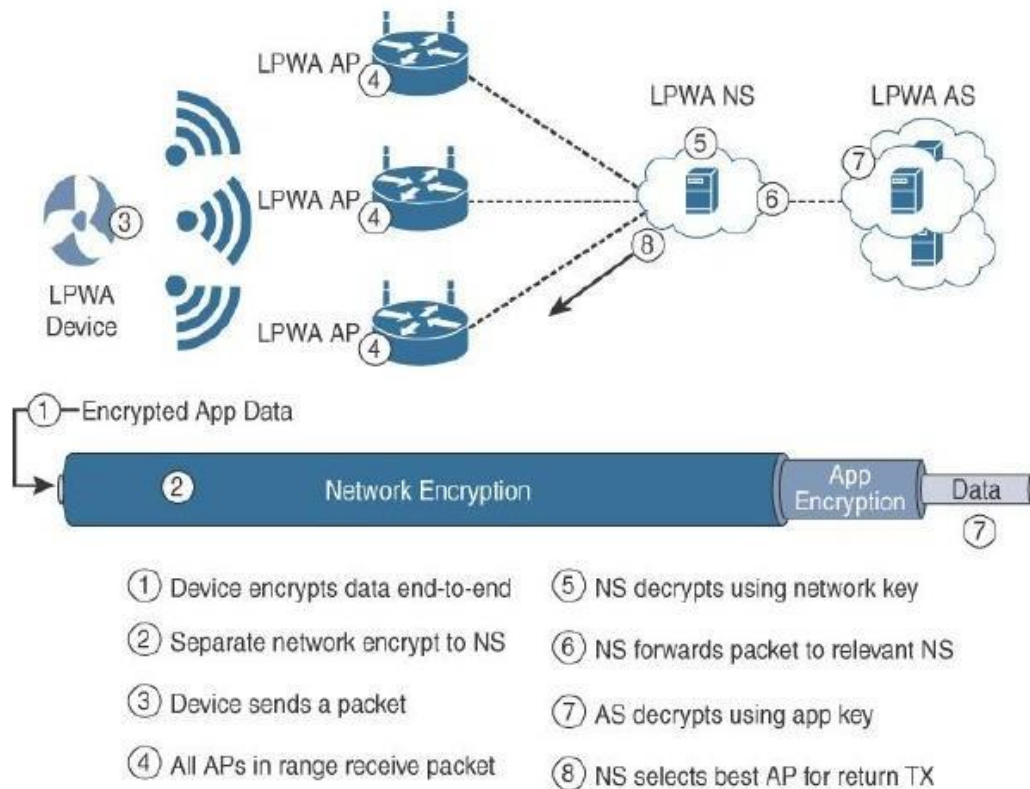 LPWA AP
④
LPWA NS
LPWA AS
⑤
⑦
LPWA AP
④
③
⑥
⑧
LPWA
Device
LPWA AP
④
① Encrypted App Data
② Network Encryption
App
Encryption
Data
⑦
① Device encrypts data end-to-end
② Separate network encrypt to NS
③ Device sends a packet
④ All APs in range receive packet
⑤ NS decrypts using network key
⑥ NS forwards packet to relevant NS
⑦ AS decrypts using app key
⑧ NS selects best AP for return TX